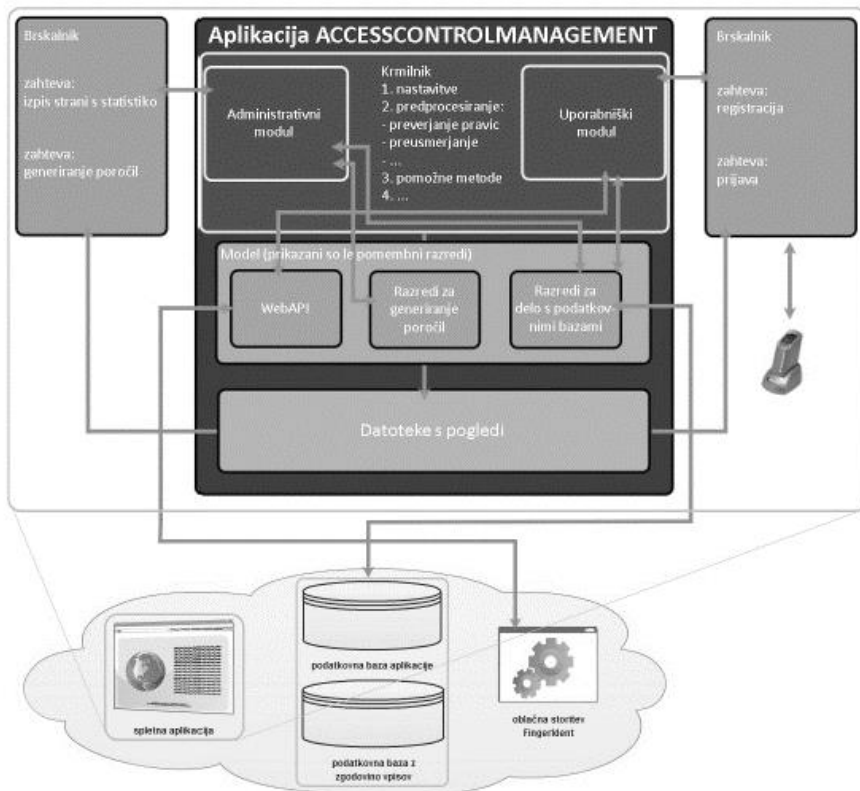 Brskalnik
zahteva:
izpis strani s statistiko
zahteva:
generiranje poročil
Aplikacija ACCESSCONTROLMANAGEMENT
Administrativni
modul
Krmilnik
1. nastavitve
2. predprocesiranje:
- preverjanje pravic
- preusmerjanje
- ...
3. pomožne metode
4. ...
Uporabniški
modul
Brskalnik
zahteva:
registracija
zahteva:
prijava
Model (prikazani so le pomembni razredi)
WebAPI
Razredi za
generiranje
poročil
Razredi za
delo s podatkov-
nimi bazami
Datoteke s pogledi
spletna aplikacija
podatkovna baza aplikacije
podatkovna baza z
zgodovino vpisov
oblačna storitev
FingerIdent